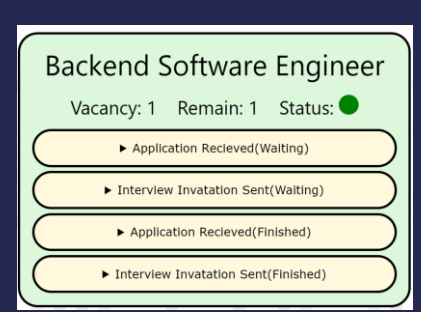 Backend Software Engineer
Vacancy: 1 Remain: 1 Status:
Application Recieved(Waiting)
Interview Invatation Sent(Waiting)
Application Recieved(Finished)
Interview Invatation Sent(Finished)